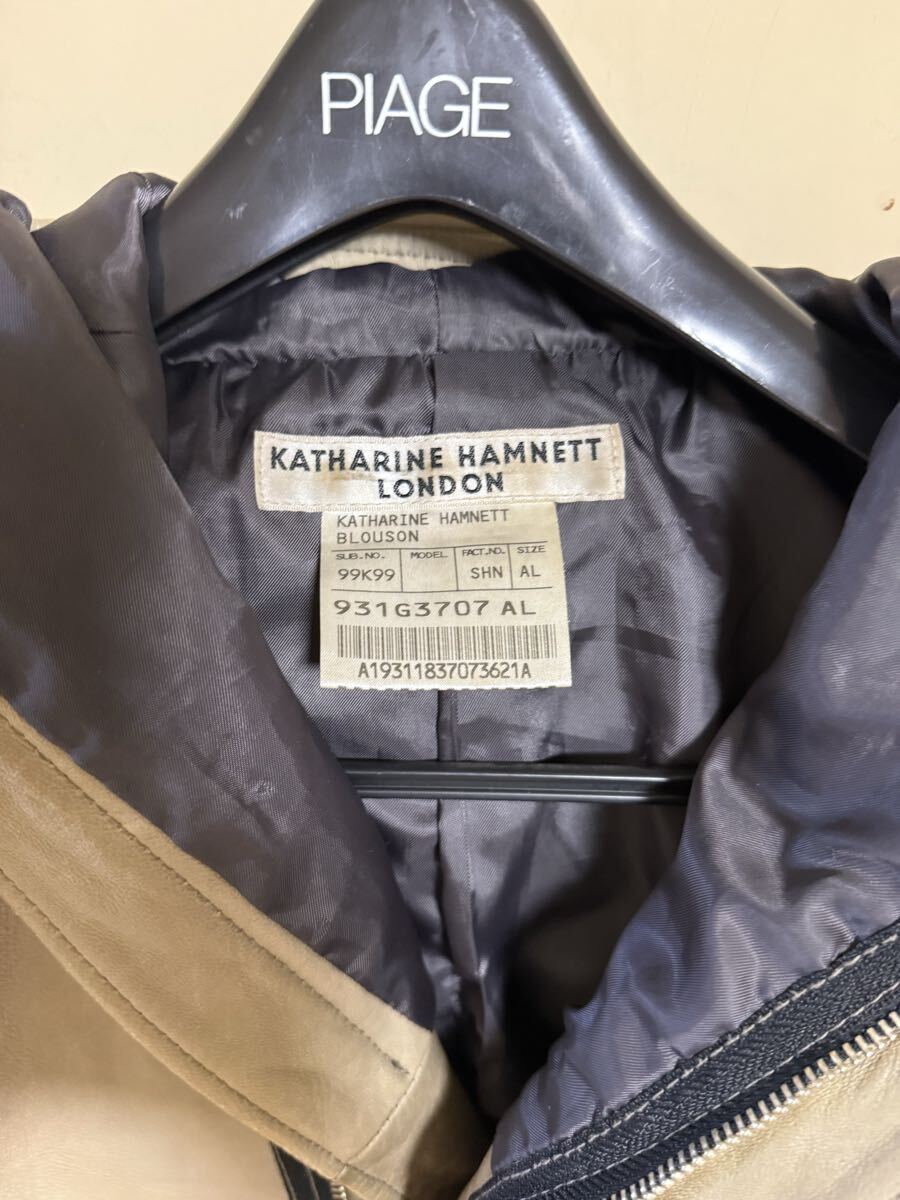 PIAGE
KATHARINE HAMNETT
LONDON
KATHARINE HAMNETT
BLOUSON
SUB.NO. MODEL FACT.NO. SIZE
99K99 SHN AL
931G3707 AL
A19311837073621A